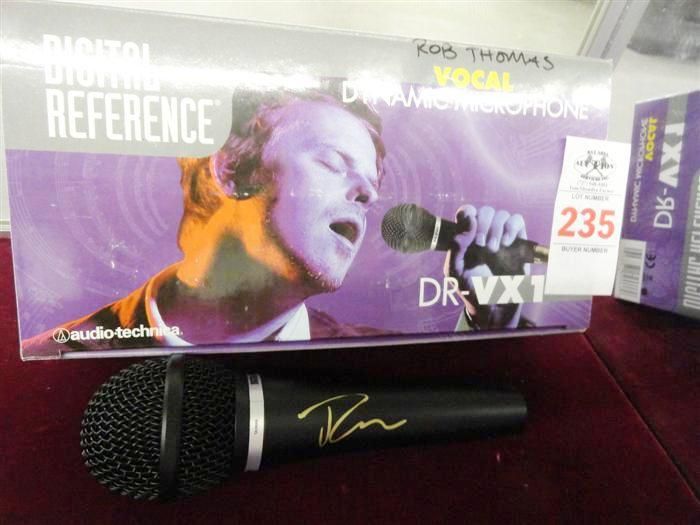 ROB THOMAS
DIGITAL
REFERENCE®
VOCAL
DYNAMIC MICROPHONE
DR-VX1
audio-technica.
AUCTION
LOT NUMBER
235
BUYER NUMBER
DYNAMIC MICROPHONE
VOCAL
DR-VX1